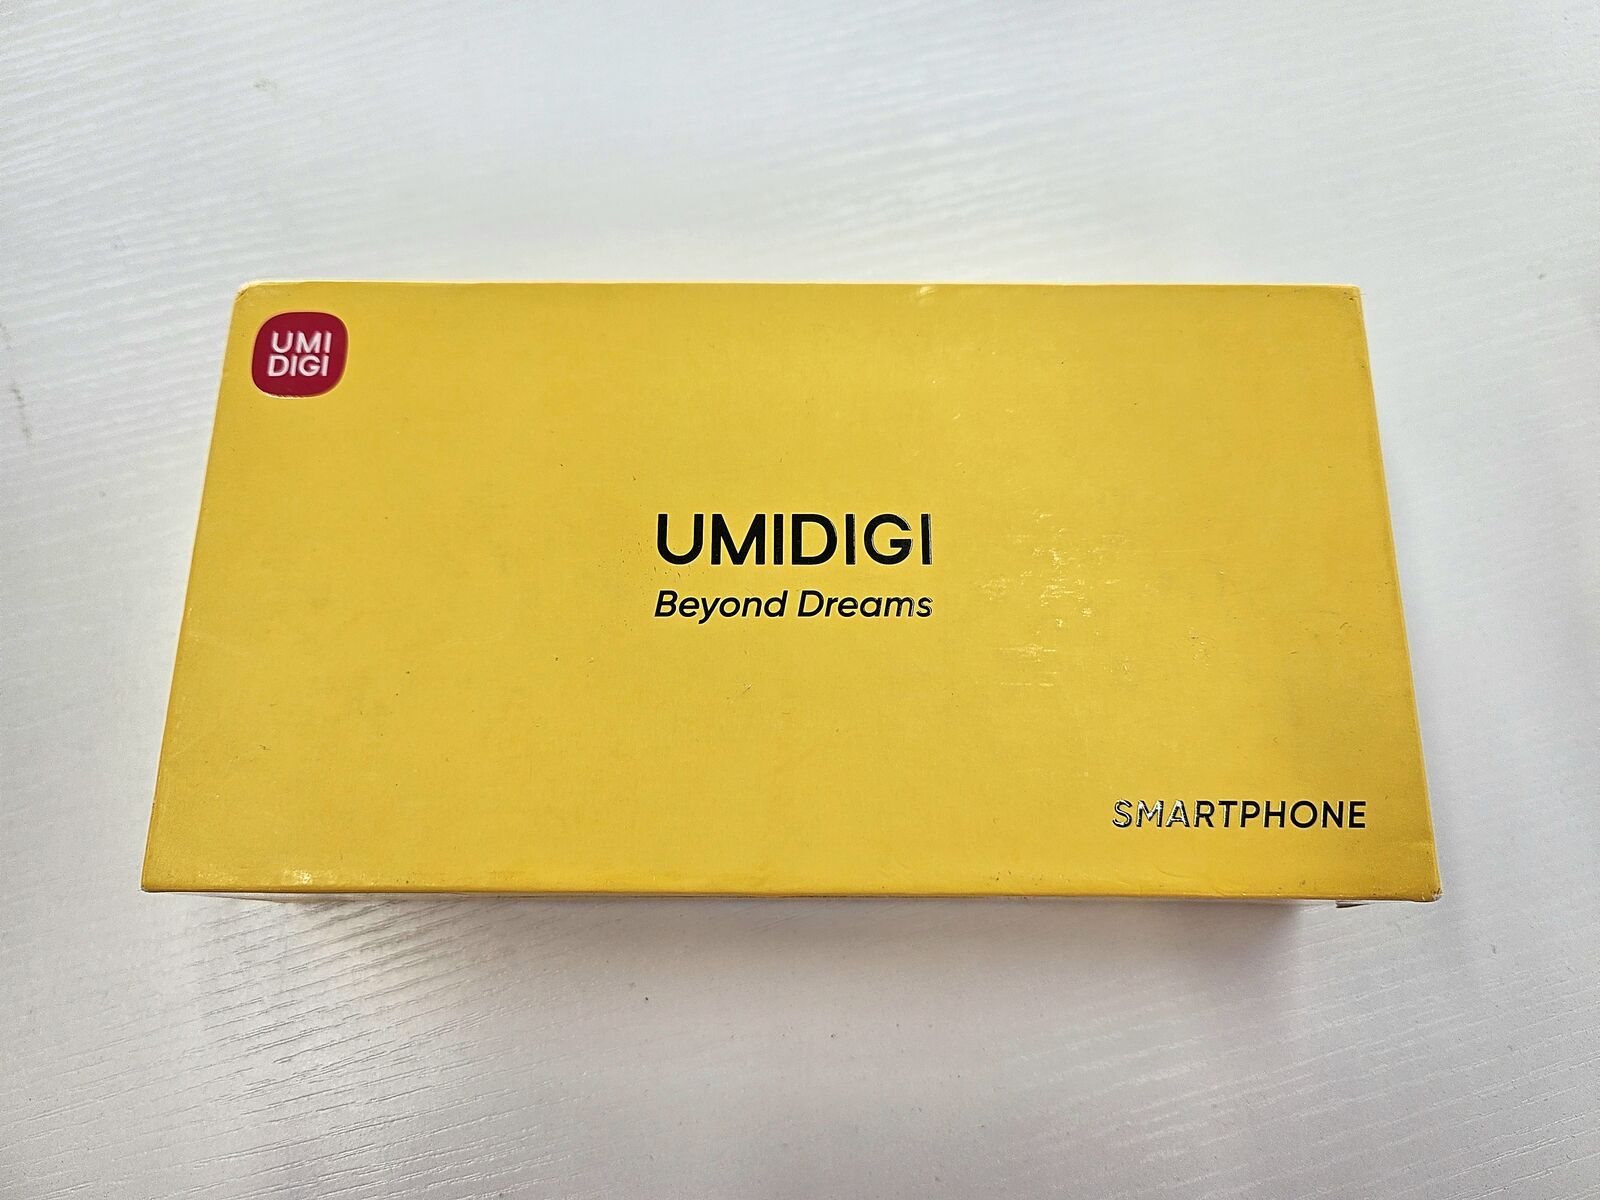 UMI
DIGI
UMIDIGI
Beyond Dreams
SMARTPHONE